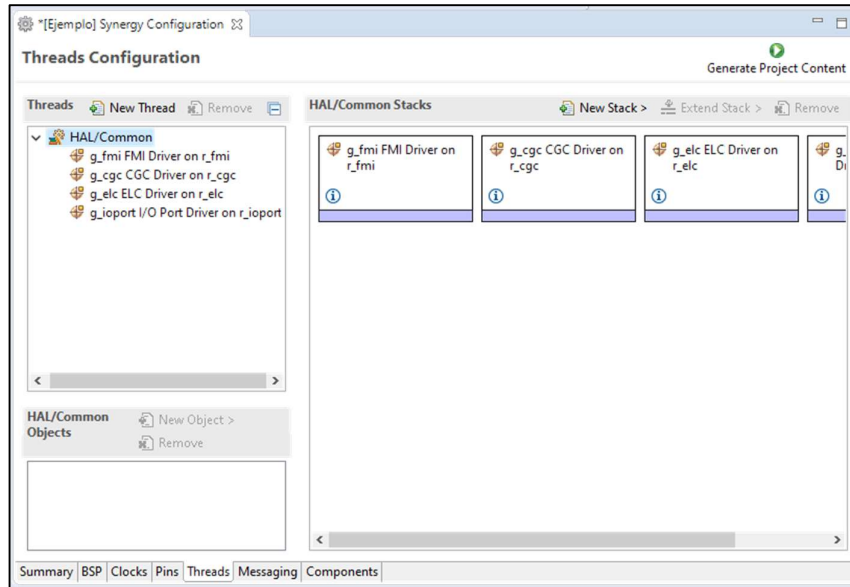 *[Ejemplo] Synergy Configuration
Threads Configuration
Generate Project Content
Threads New Thread Remove
HAL/Common
g_fmi FMI Driver on r_fmi
g_cgc CGC Driver on r_cgc
g_elc ELC Driver on r_elc
g_ioport I/O Port Driver on r_ioport
HAL/Common Objects
New Object >
Remove
HAL/Common Stacks New Stack > Extend Stack > Remove
g_fmi FMI Driver on
r_fmi
g_cgc CGC Driver on
r_cgc
g_elc ELC Driver on
r_elc
g_
Summary BSP Clocks Pins Threads Messaging Components